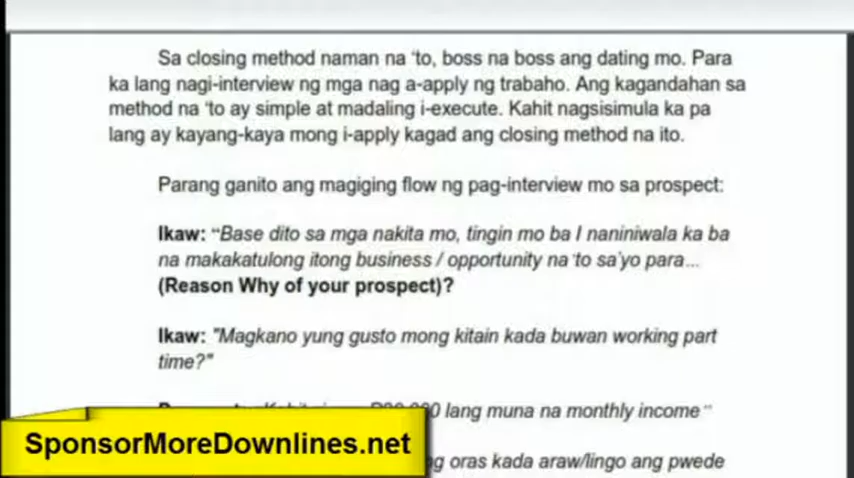 Sa closing method naman na 'to, boss na boss ang dating mo. Para
ka lang nagi-interview ng mga nag a-apply ng trabaho. Ang kagandahan sa
method na 'to ay simple at madaling i-execute. Kahit nagsisimula ka pa
lang ay kayang-kaya mong i-apply kagad ang closing method na ito.
Parang ganito ang magiging flow ng pag-interview mo sa prospect:
Ikaw: "Base dito sa mga nakita mo, tingin mo ba I naniniwala ka ba
na makakatulong itong business / opportunity na 'to sa'yo para...
(Reason Why of your prospect)?
Ikaw: "Magkano yung gusto mong kitain kada buwan working part
time?"
lang muna na monthly income"
oras kada araw/lingo ang pwede
SponsorMoreDownlines.net